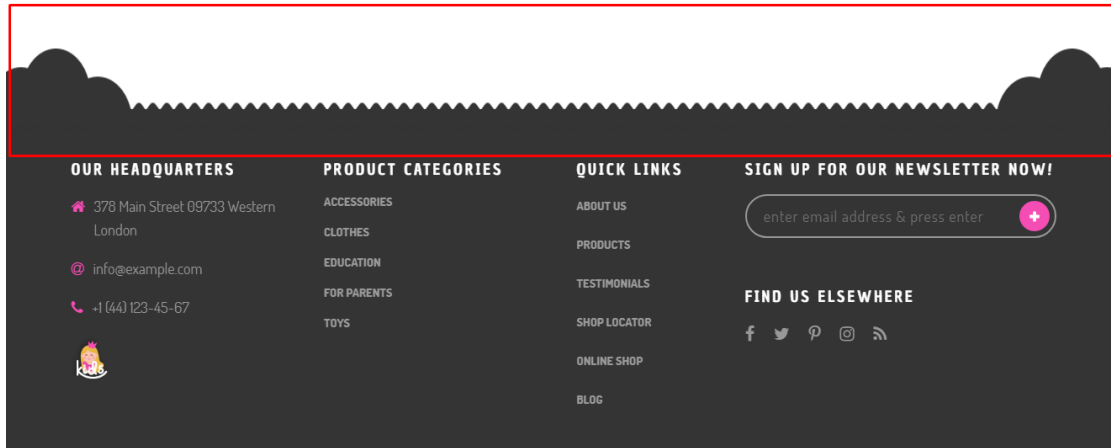 OUR HEADQUARTERS
378 Main Street 09733 Western
London
info@example.com
+1 (44) 123-45-67
kids
PRODUCT CATEGORIES
ACCESSORIES
CLOTHES
EDUCATION
FOR PARENTS
TOYS
QUICK LINKS
ABOUT US
PRODUCTS
TESTIMONIALS
SHOP LOCATOR
ONLINE SHOP
BLOG
SIGN UP FOR OUR NEWSLETTER NOW!
enter email address & press enter
FIND US ELSEWHERE